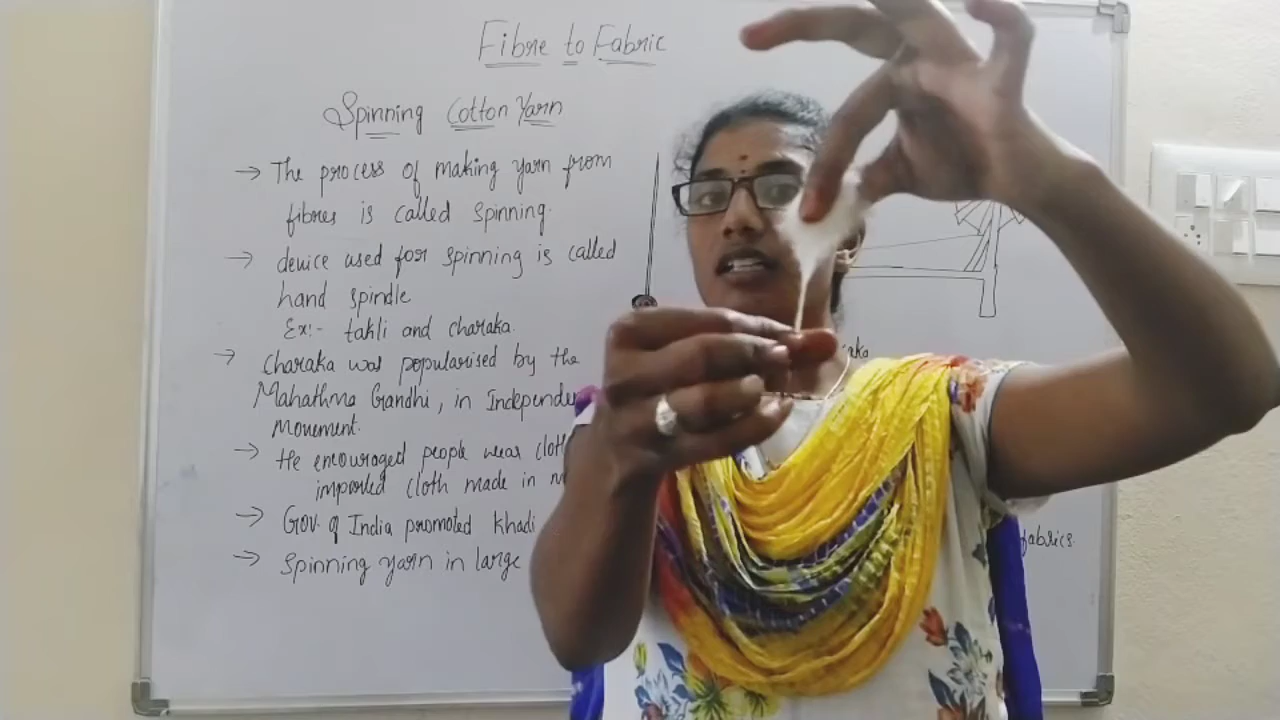 Fibre to Fabric
Spinning Cotton Yarn
→ The process of making yarn from
fibres is called spinning.
→ device used for spinning is called
hand spindle
Ex:- takli and charaka.
→ Charaka was popularised by the
Mahathma Gandhi, in
Movement.
→ He encouraged people wear
imported cloth made in
→ Gov. of India promoted khadi
→ Spinning yarn in large
fabrics